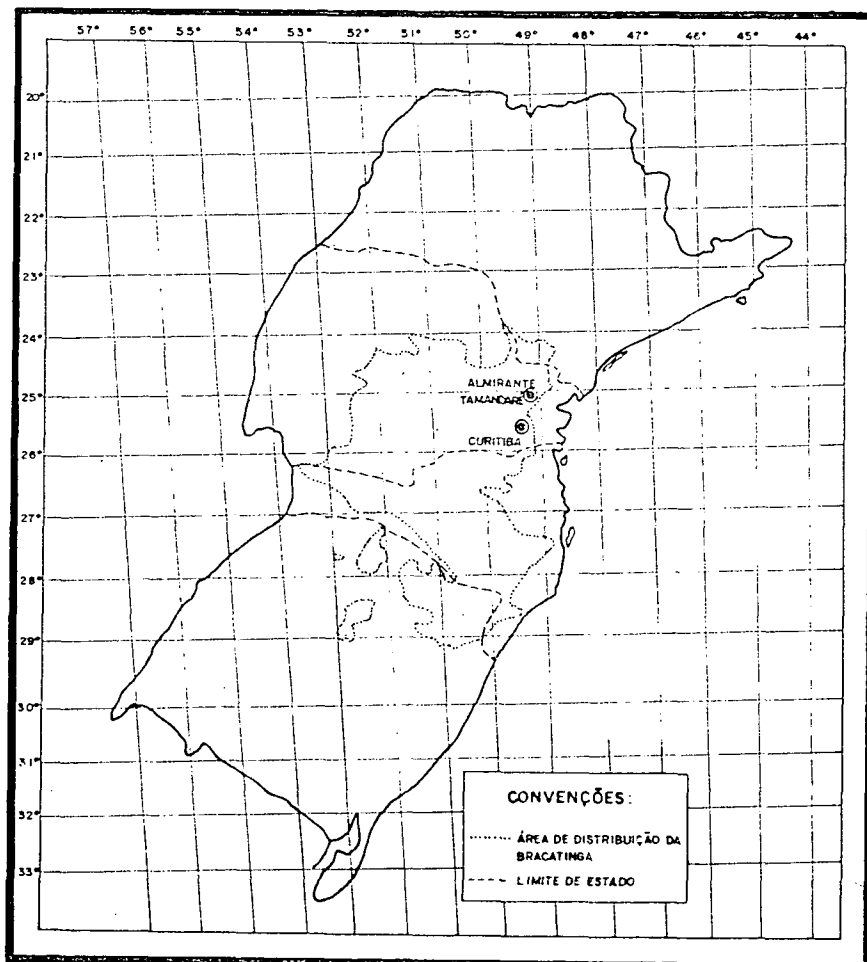 57° 56° 55° 54° 53° 52° 51° 50° 49° 48° 47° 46° 45° 44°
20°
21°
22°
23°
24°
25°
26°
27°
28°
29°
30°
31°
32°
33°
ALMIRANTE
TAMANDARÉ
CURITIBA
CONVENÇÕES:
ÁREA DE DISTRIBUIÇÃO DA
BRACATINGA
LIMITE DE ESTADO